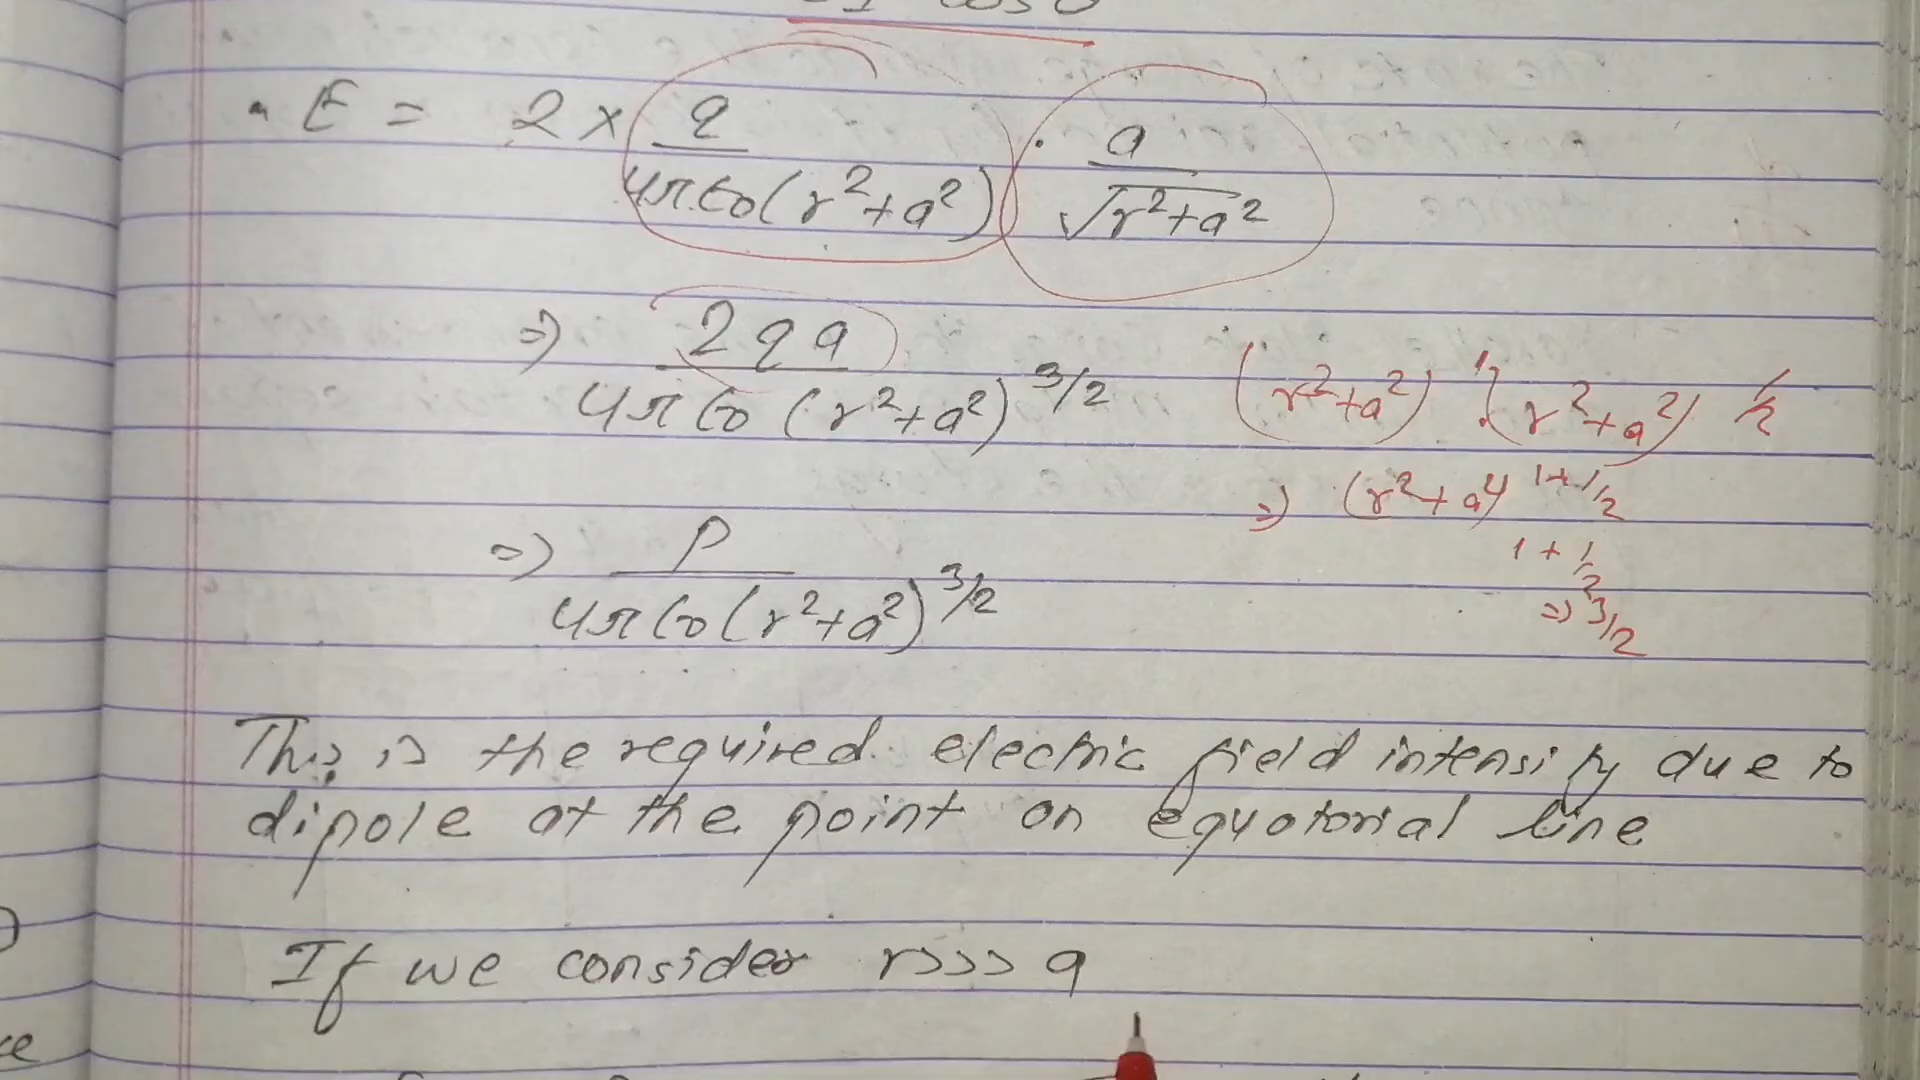 cos θ
E = 2 × q / 4πε₀(r²+a²) · a / √r²+a²
⇒ 2qa / 4πε₀(r²+a²)^3/2
(r²+a²)¹ · (r²+a²)^1/2
⇒ (r²+a²)^1+1/2
1 + 1/2
⇒ 3/2
⇒ P / 4πε₀(r²+a²)^3/2
This is the required electric field intensity due to
dipole at the point on equatorial line
If we consider r>>> a